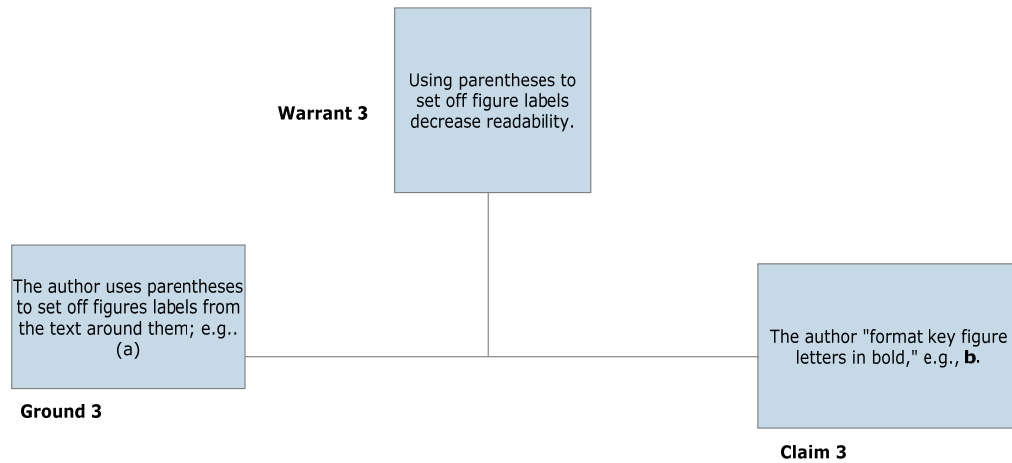 Using parentheses to
set off figure labels
decrease readability.
Warrant 3
The author uses parentheses
to set off figures labels from
the text around them; e.g..
(a)
Ground 3
The author "format key figure
letters in bold," e.g., b.
Claim 3